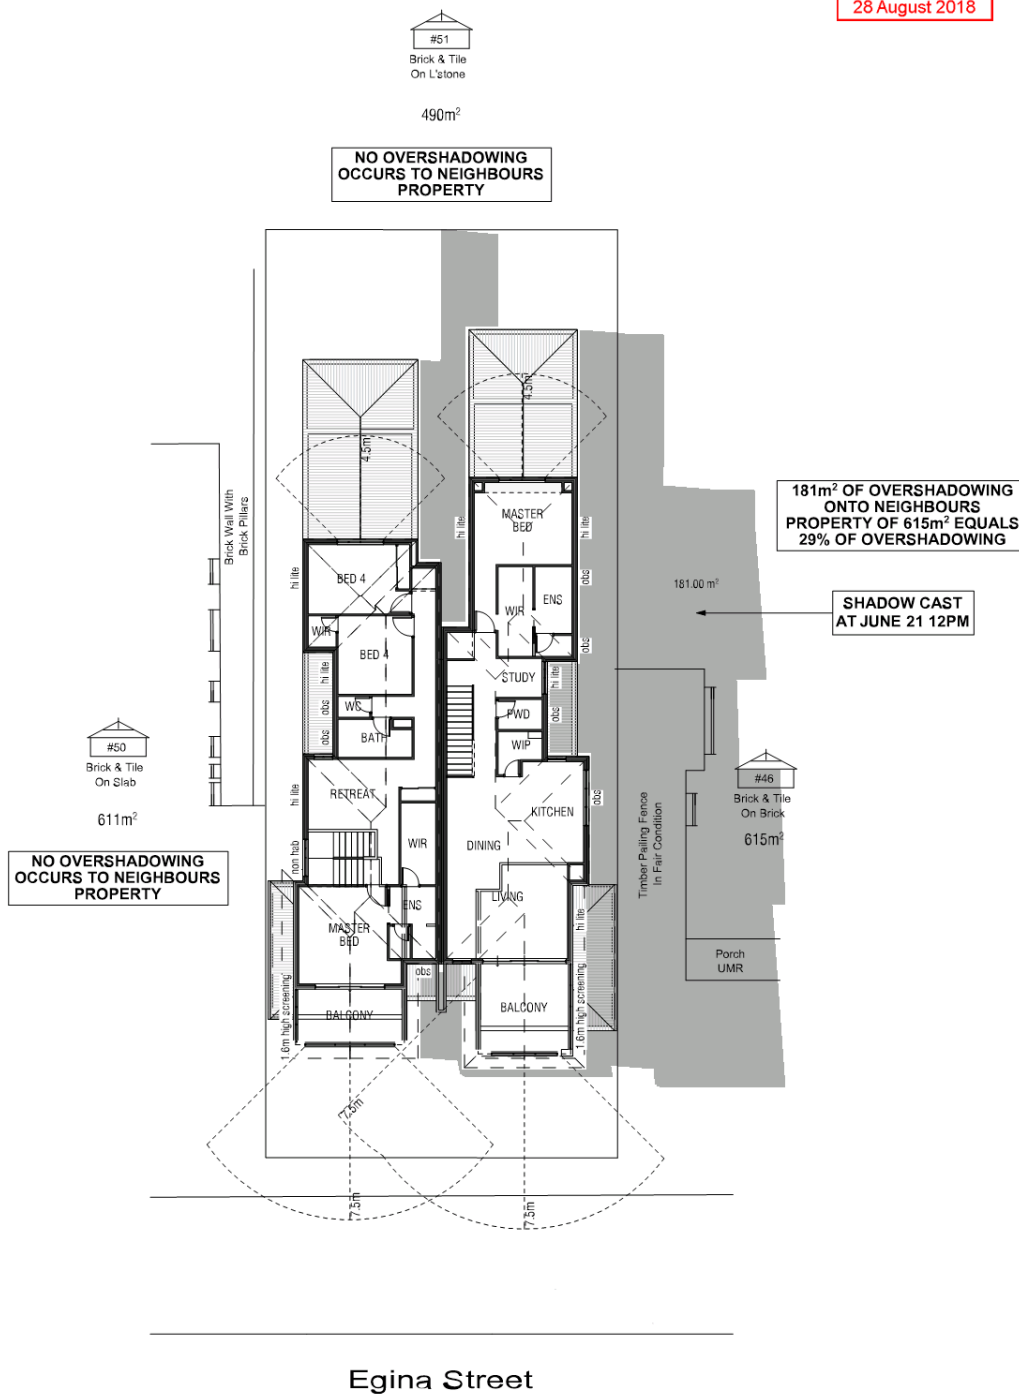 28 August 2018
#51
Brick & Tile
On L'stone
490m²
NO OVERSHADOWING
OCCURS TO NEIGHBOURS
PROPERTY
4.5m
4.5m
Brick Wall With
Brick Pillars
181m² OF OVERSHADOWING
ONTO NEIGHBOURS
PROPERTY OF 615m² EQUALS
29% OF OVERSHADOWING
MASTER
BED
hi lite
hi lite
181.00 m²
SHADOW CAST
AT JUNE 21 12PM
BED 4
hi lite
WIR
ENS
obs
obs
WIR
BED 4
hi lite
obs
obs
STUDY
hi lite
obs
WC
PWD
BATH
WIP
#50
Brick & Tile
On Slab
611m²
NO OVERSHADOWING
OCCURS TO NEIGHBOURS
PROPERTY
RETREAT
hi lite
KITCHEN
obs
DINING
WIR
non hab
Timber Pailing Fence
In Fair Condition
#46
Brick & Tile
On Brick
615m²
LIVING
ENS
MASTER
BED
hi lite
Porch
UMR
obs
1.6m high screening
BALCONY
BALCONY
1.6m high screening
7.5m
7.5m
7.5m
Egina Street